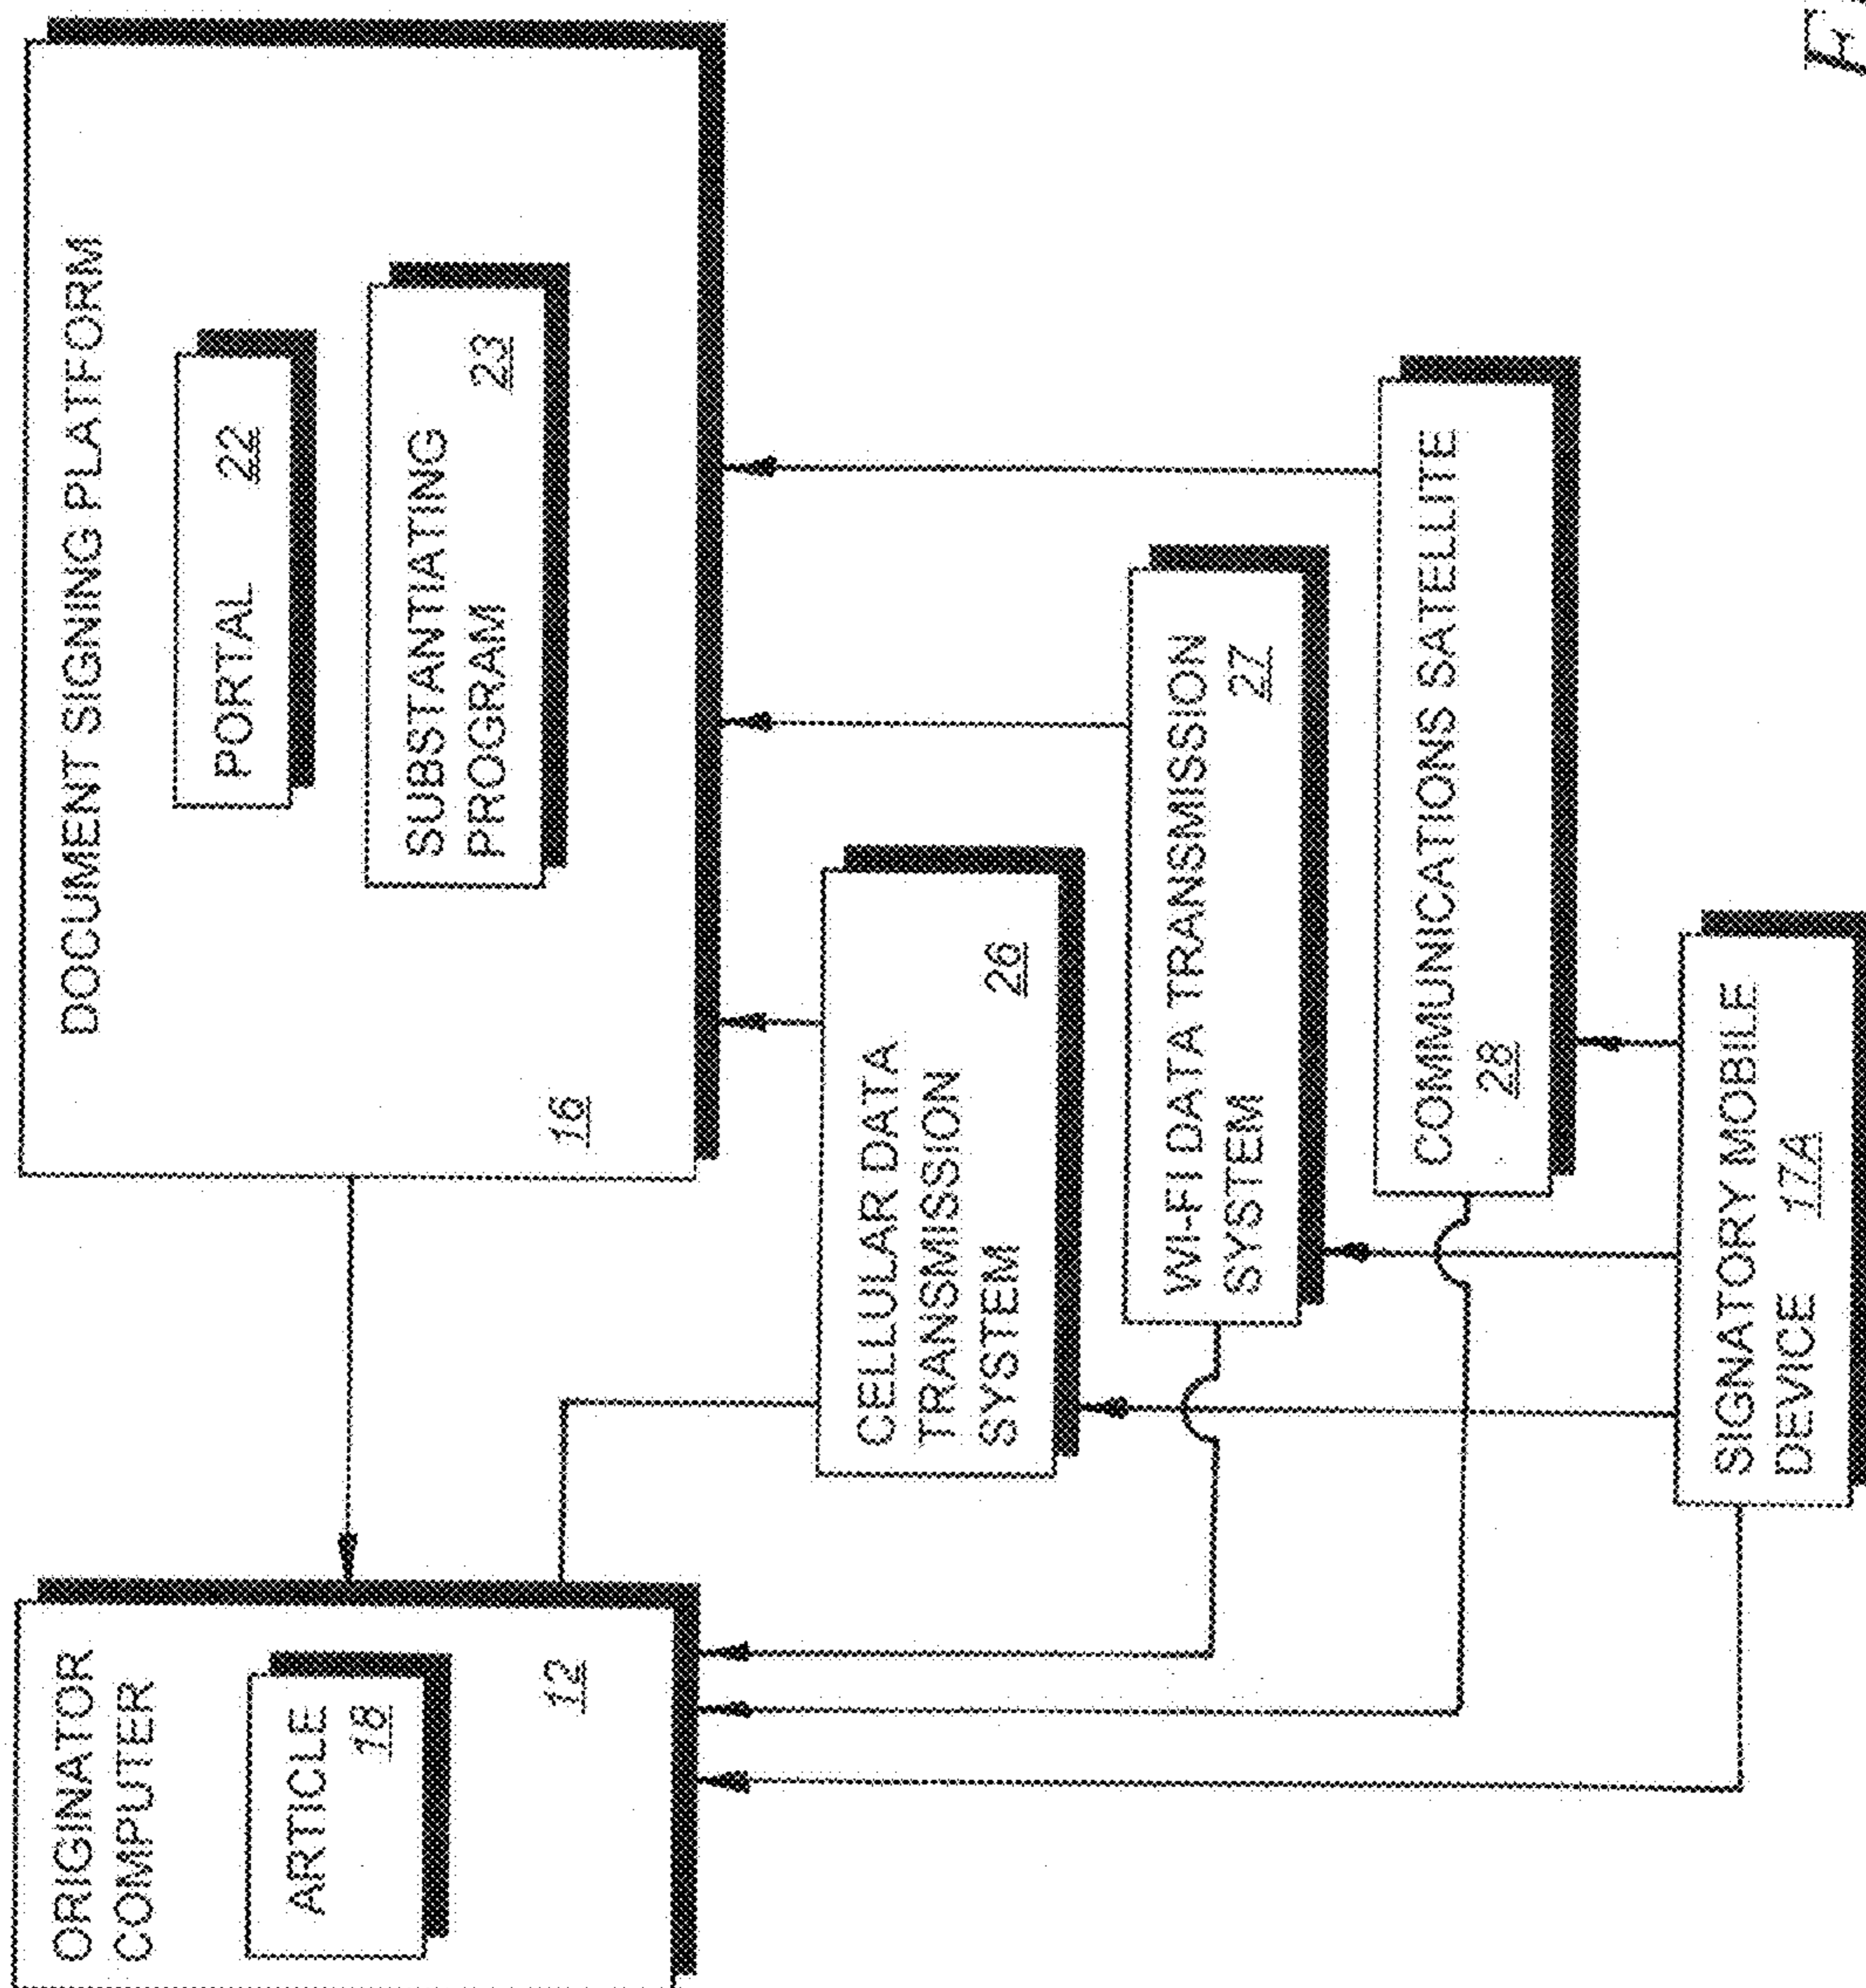 ORIGINATOR
COMPUTER
ARTICLE
18
12
DOCUMENT SIGNING PLATFORM
PORTAL 22
SUBSTANTIATING
PROGRAM 23
16
CELLULAR DATA
TRANSMISSION
SYSTEM 26
WI-FI DATA TRANSMISSION
SYSTEM 27
COMMUNICATIONS SATELLITE
28
SIGNATORY MOBILE
DEVICE 17A